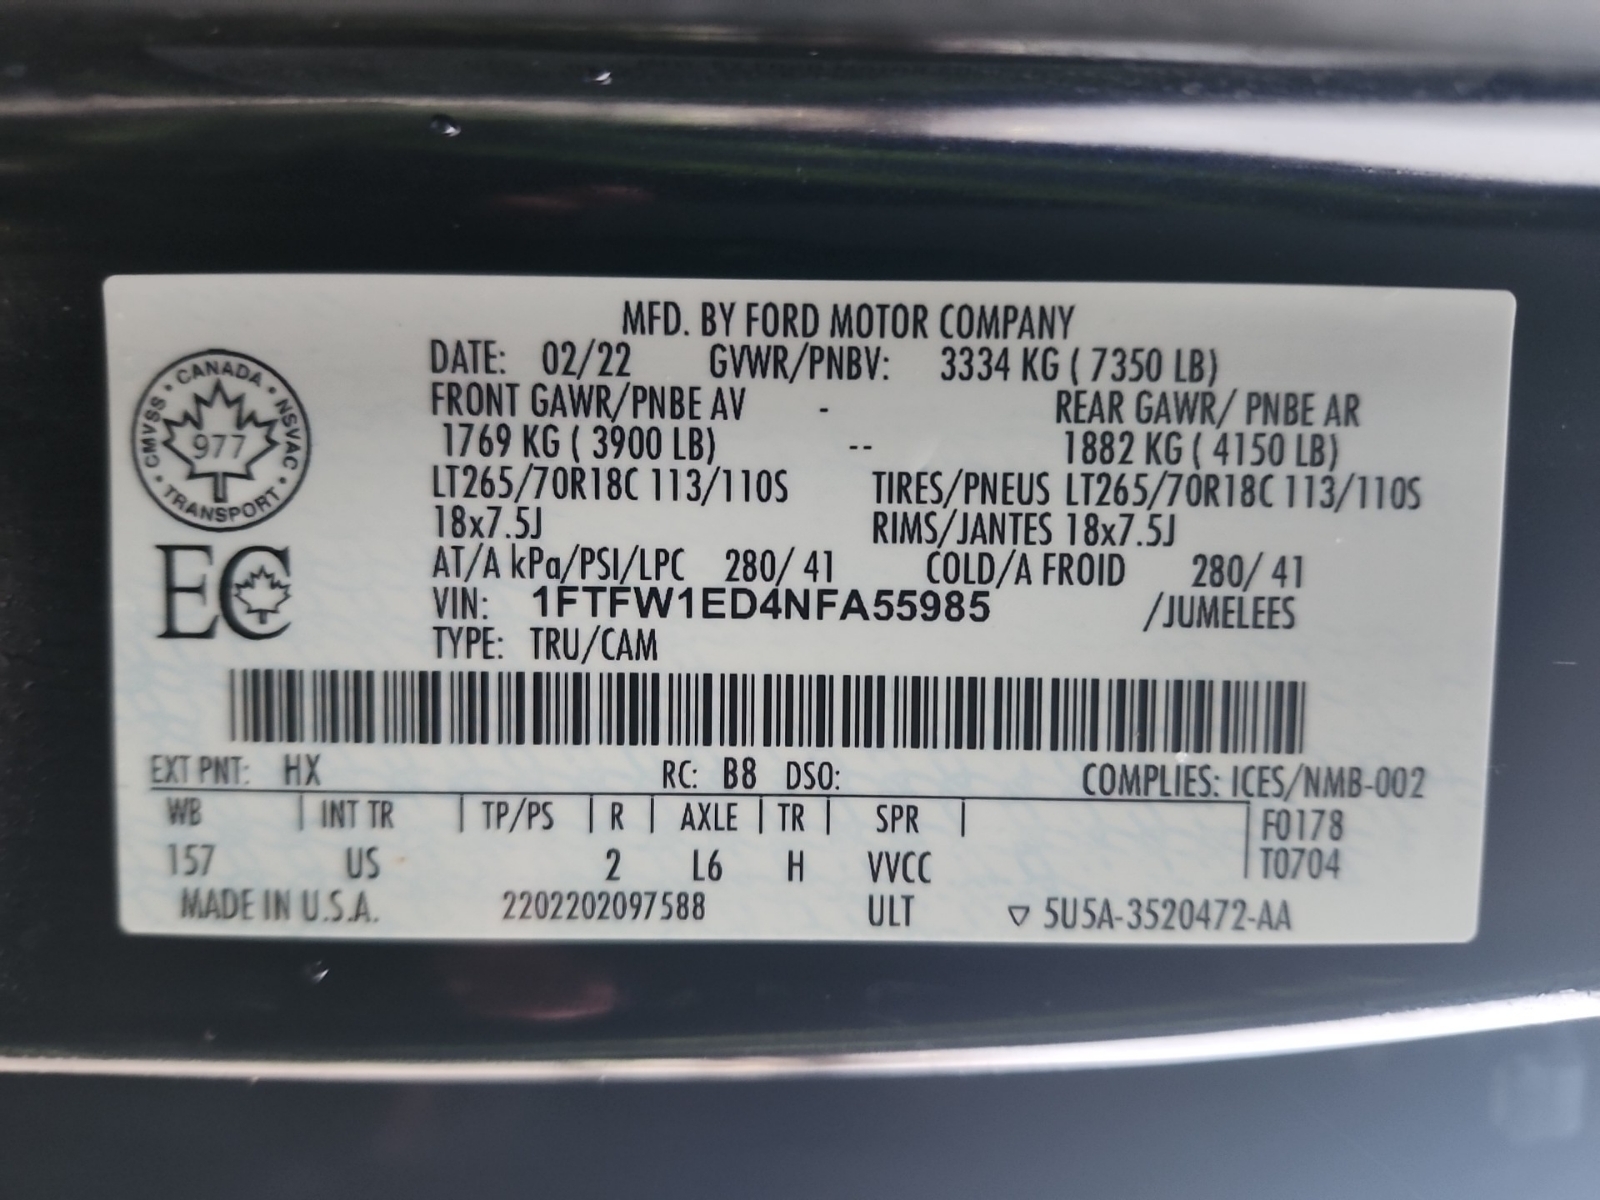 MFD. BY FORD MOTOR COMPANY
DATE: 02/22 GVWR/PNBV: 3334 KG ( 7350 LB)
FRONT GAWR/PNBE AV - REAR GAWR/ PNBE AR
1769 KG ( 3900 LB) -- 1882 KG ( 4150 LB)
LT265/70R18C 113/110S TIRES/PNEUS LT265/70R18C 113/110S
18x7.5J RIMS/JANTES 18x7.5J
AT/A kPa/PSI/LPC 280/ 41 COLD/A FROID 280/ 41
VIN: 1FTFW1ED4NFA55985 /JUMELEES
TYPE: TRU/CAM
CANADA • NSVAC • TRANSPORT • CMVSS •
977
EC
EXT PNT: HX RC: B8 DSO: COMPLIES: ICES/NMB-002
WB | INT TR | TP/PS | R | AXLE | TR | SPR | F0178
157 US 2 L6 H VVCC T0704
MADE IN U.S.A. 2202202097588 ULT ▽ 5U5A-3520472-AA